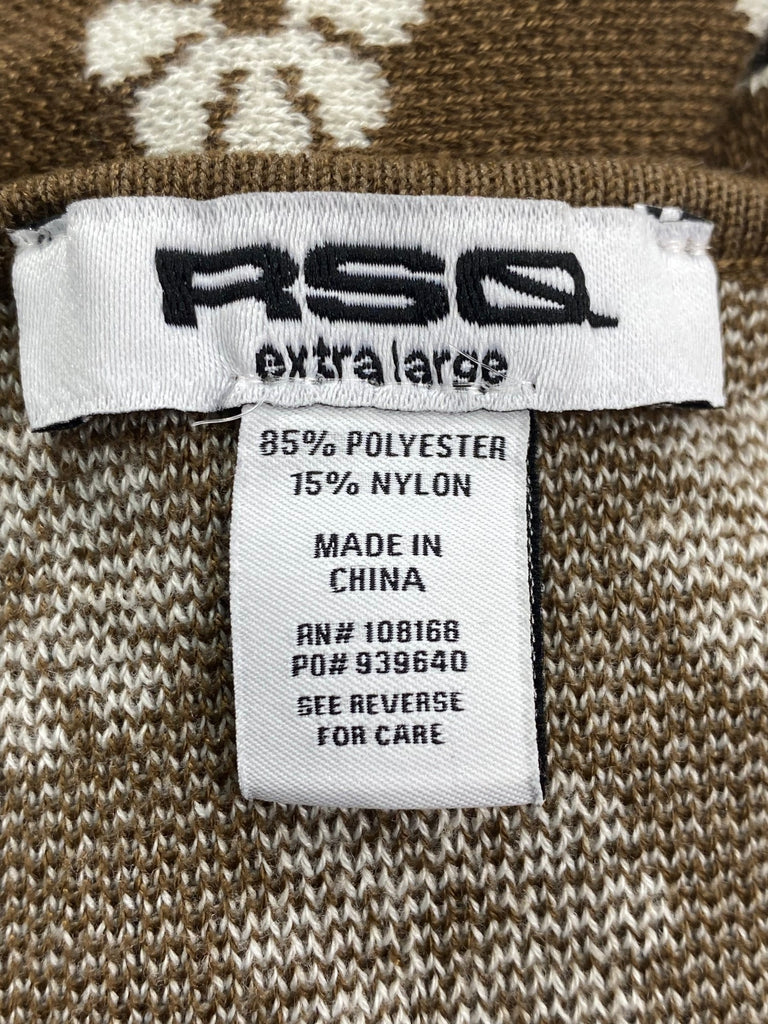 RSQ
extra large
85% POLYESTER
15% NYLON
MADE IN
CHINA
RN# 108168
PO# 939640
SEE REVERSE
FOR CARE